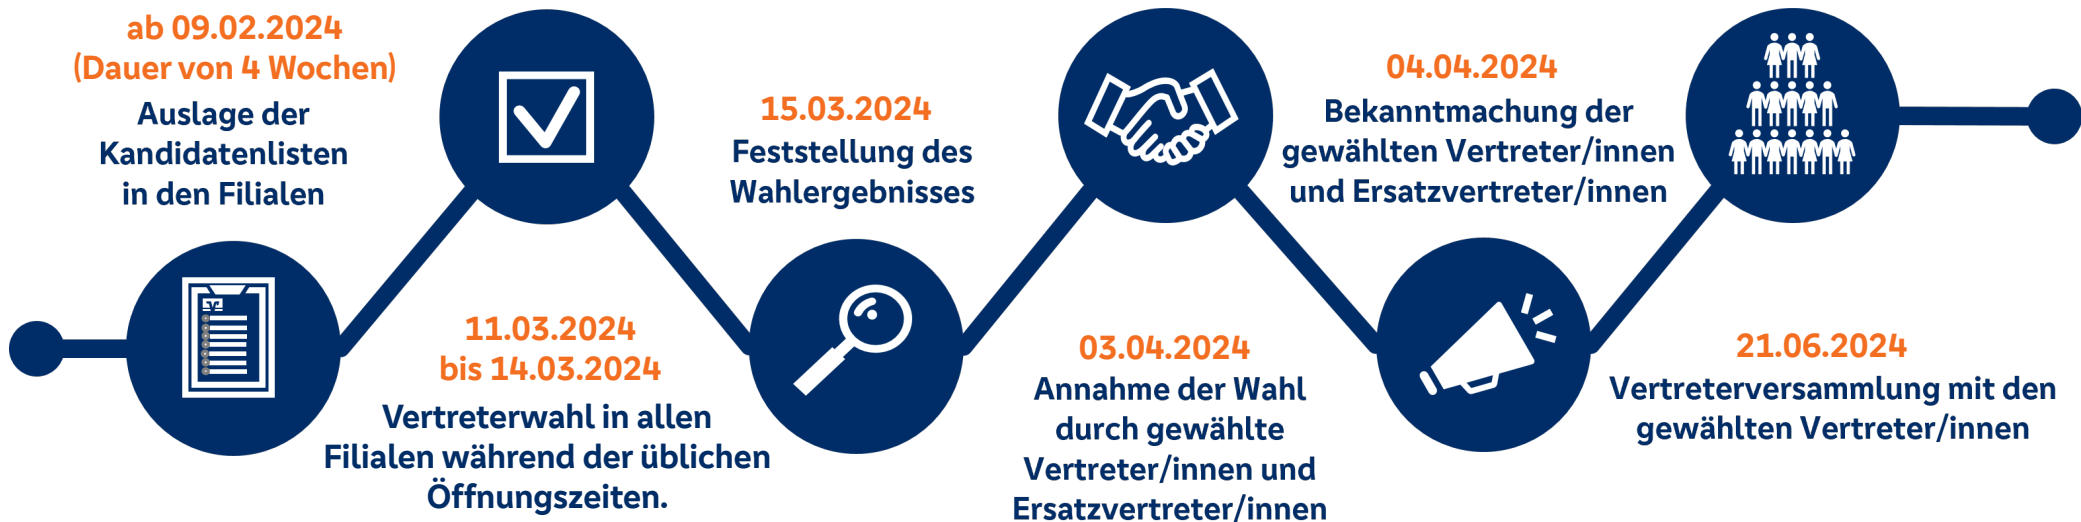 ab 09.02.2024
(Dauer von 4 Wochen)
Auslage der
Kandidatenlisten
in den Filialen
11.03.2024
bis 14.03.2024
Vertreterwahl in allen
Filialen während der üblichen
Öffnungszeiten.
15.03.2024
Feststellung des
Wahlergebnisses
03.04.2024
Annahme der Wahl
durch gewählte
Vertreter/innen und
Ersatzvertreter/innen
04.04.2024
Bekanntmachung der
gewählten Vertreter/innen
und Ersatzvertreter/innen
21.06.2024
Vertreterversammlung mit den
gewählten Vertreter/innen